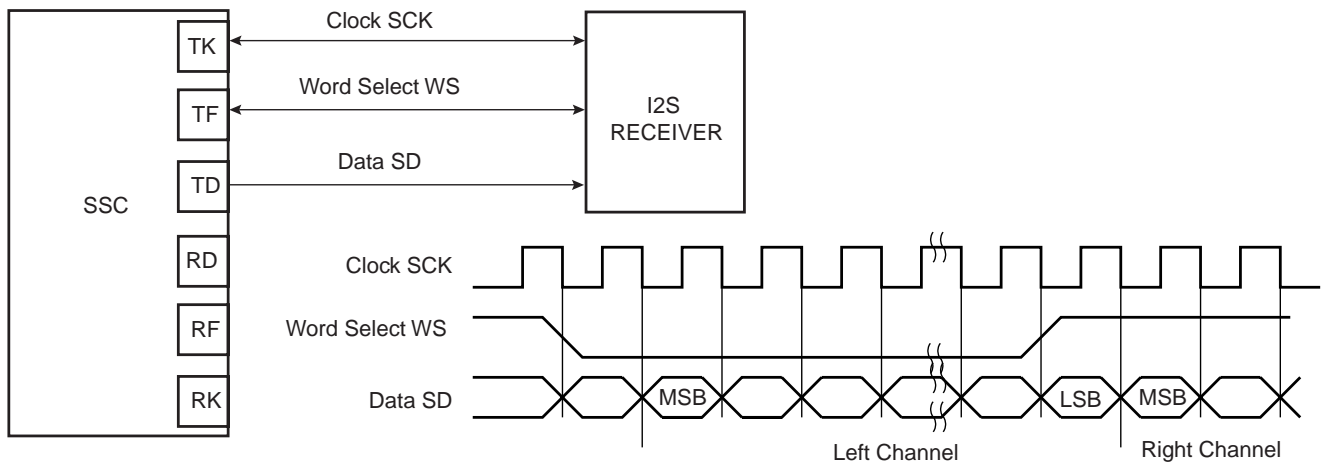 Clock SCK
TK
Word Select WS
TF
I2S
RECEIVER
Data SD
TD
SSC
RD
Clock SCK
RF
Word Select WS
RK
Data SD
MSB
LSB
MSB
Left Channel
Right Channel